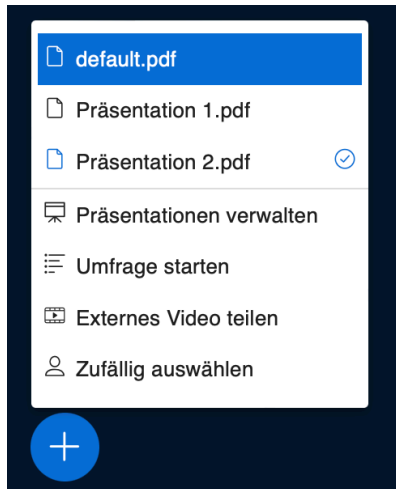 default.pdf
Präsentation 1.pdf
Präsentation 2.pdf
Präsentationen verwalten
Umfrage starten
Externes Video teilen
Zufällig auswählen